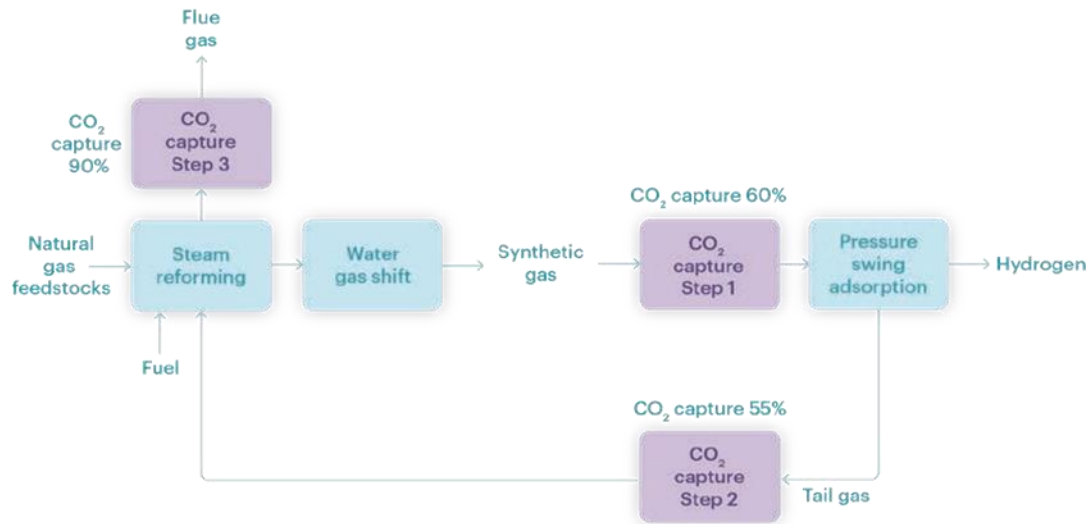 Flue
gas
CO₂
capture
90%
CO₂
capture
Step 3
Natural
gas
feedstocks
Steam
reforming
Fuel
Water
gas shift
Synthetic
gas
CO₂ capture 60%
CO₂
capture
Step 1
Pressure
swing
adsorption
Hydrogen
CO₂ capture 55%
CO₂
capture
Step 2
Tail gas